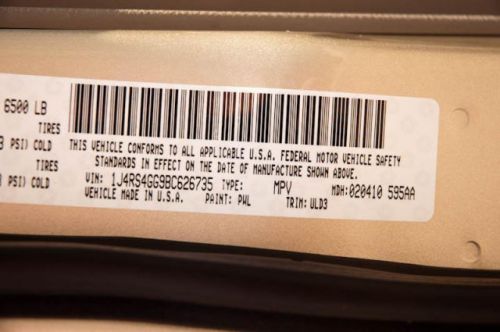 6500 LB
TIRES
PSI) COLD
THIS VEHICLE CONFORMS TO ALL APPLICABLE U.S.A. FEDERAL MOTOR VEHICLE SAFETY
STANDARDS IN EFFECT ON THE DATE OF MANUFACTURE SHOWN ABOVE.
TIRES
PSI) COLD
VIN: 1J4RS4GG9BC626735 TYPE: MPV MDH:020410 595AA
VEHICLE MADE IN U.S.A. PAINT: PWL TRIM: ULD3